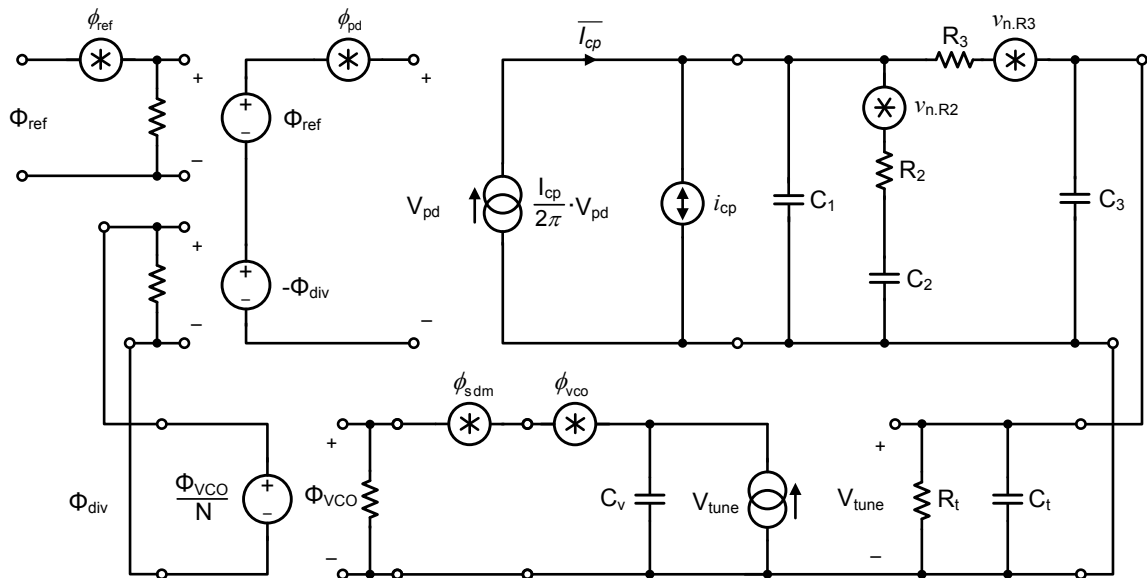 ϕref
ϕpd
Icp
R3
vn.R3
+
+
Φref
+
−
Φref
vn.R2
−
R2
Vpd
Icp
2π
·Vpd
icp
C1
C3
+
+
−
-Φdiv
C2
−
−
ϕsdm
ϕvco
+
+
Φdiv
ΦVCO
N
+
−
ΦVCO
Cv
Vtune
Vtune
Rt
Ct
−
−